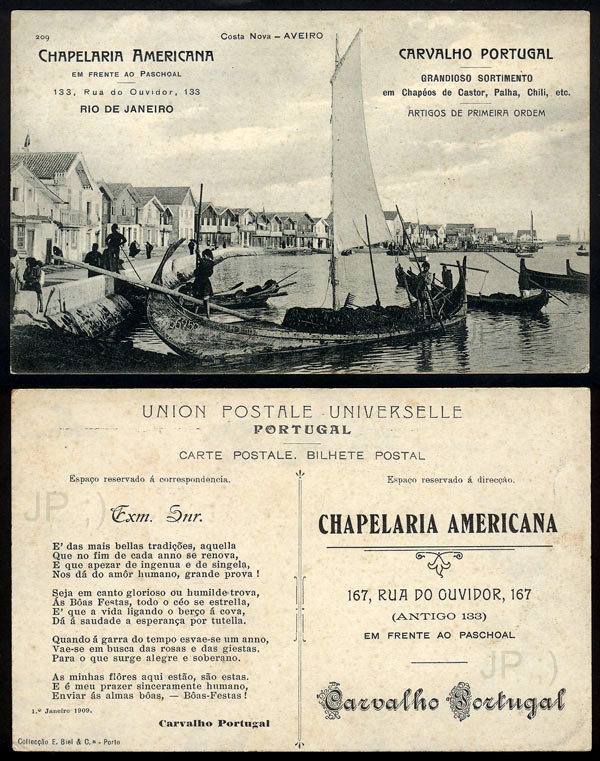 209
Costa Nova – AVEIRO
CHAPELARIA AMERICANA
EM FRENTE AO PASCHOAL
133, Rua do Ouvidor, 133
RIO DE JANEIRO
CARVALHO PORTUGAL
GRANDIOSO SORTIMENTO
em Chapéos de Castor, Palha, Chili, etc.
ARTIGOS DE PRIMEIRA ORDEM
UNION POSTALE UNIVERSELLE
PORTUGAL
CARTE POSTALE. BILHETE POSTAL
Espaço reservado á correspondencia.
JP ;)
Exm. Snr.
E' das mais bellas tradições, aquella
Que no fim de cada anno se renova,
E que apezar de ingenua e de singela,
Nos dá do amôr humano, grande prova !
Seja em canto glorioso ou humilde trova,
Ás Bôas Festas, todo o céo se estrella,
E' que a vida ligando o berço á cova,
Dá á saudade a esperança por tutella.
Quando á garra do tempo esvae-se um anno,
Vae-se em busca das rosas e das giestas.
Para o que surge alegre e soberano.
As minhas flôres aqui estão, são estas.
E é meu prazer sinceramente humano,
Enviar ás almas bôas, — Bôas-Festas !
1.º Janeiro 1909.
Carvalho Portugal
Collecção E. Biel & C.ª - Porto
Espaço reservado á direcção.
CHAPELARIA AMERICANA
167, RUA DO OUVIDOR, 167
(ANTIGO 133)
EM FRENTE AO PASCHOAL
JP ;)
Carvalho Portugal